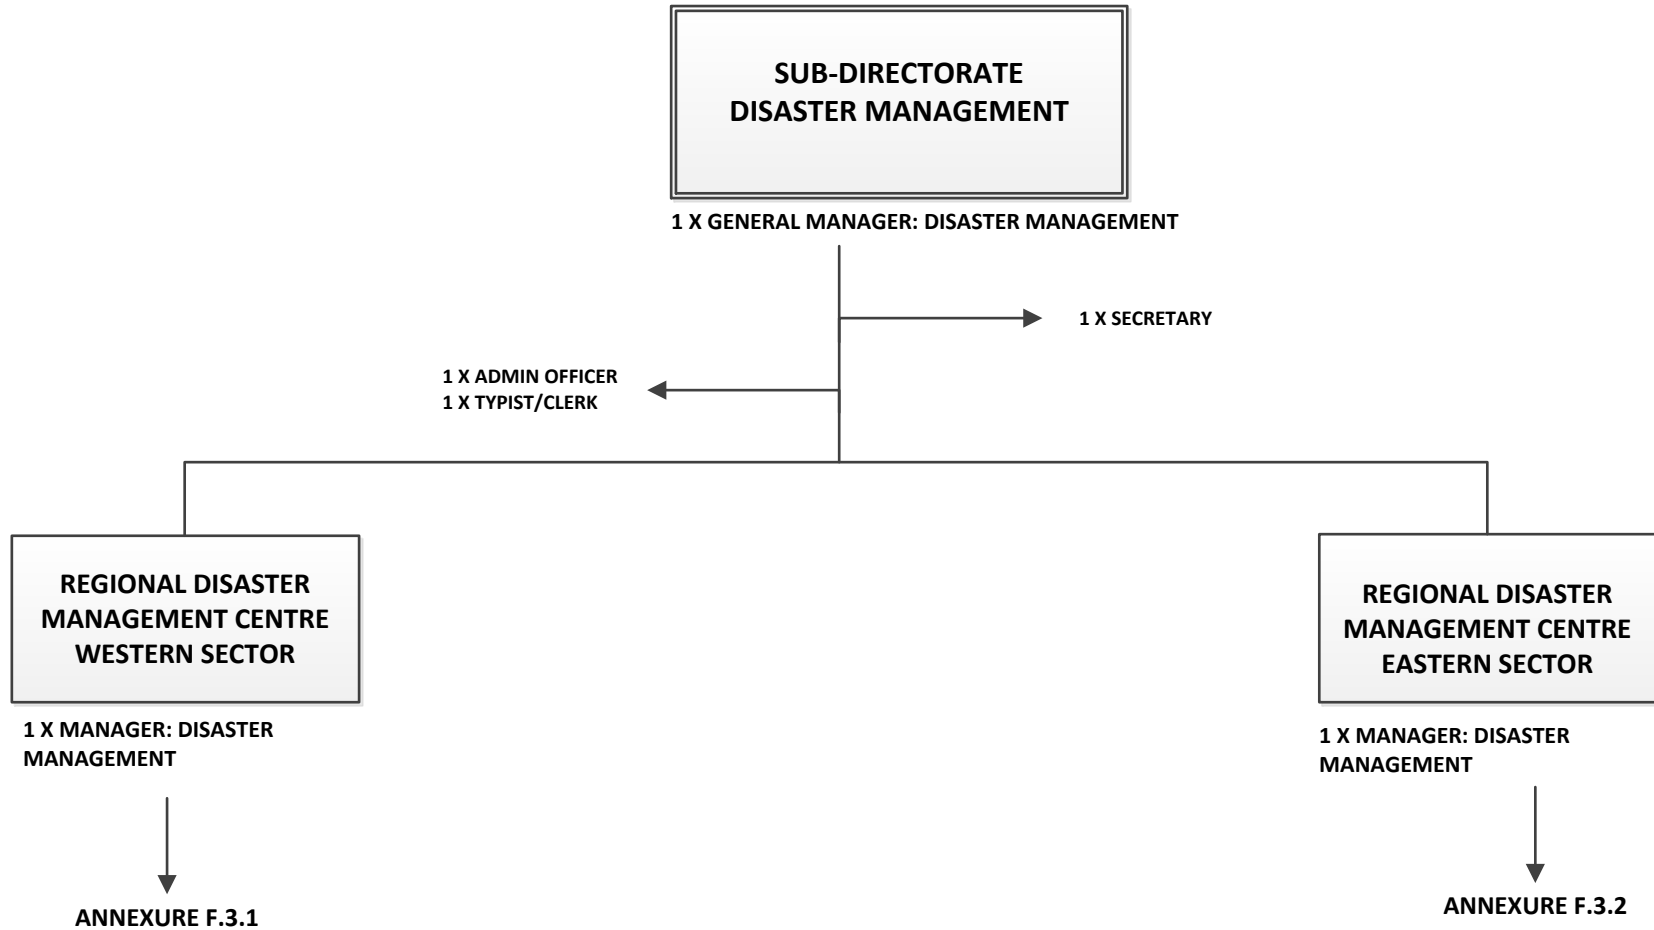 SUB-DIRECTORATE
DISASTER MANAGEMENT
1 X GENERAL MANAGER: DISASTER MANAGEMENT
1 X SECRETARY
1 X ADMIN OFFICER
1 X TYPIST/CLERK
REGIONAL DISASTER
MANAGEMENT CENTRE
WESTERN SECTOR
1 X MANAGER: DISASTER
MANAGEMENT
ANNEXURE F.3.1
REGIONAL DISASTER
MANAGEMENT CENTRE
EASTERN SECTOR
1 X MANAGER: DISASTER
MANAGEMENT
ANNEXURE F.3.2